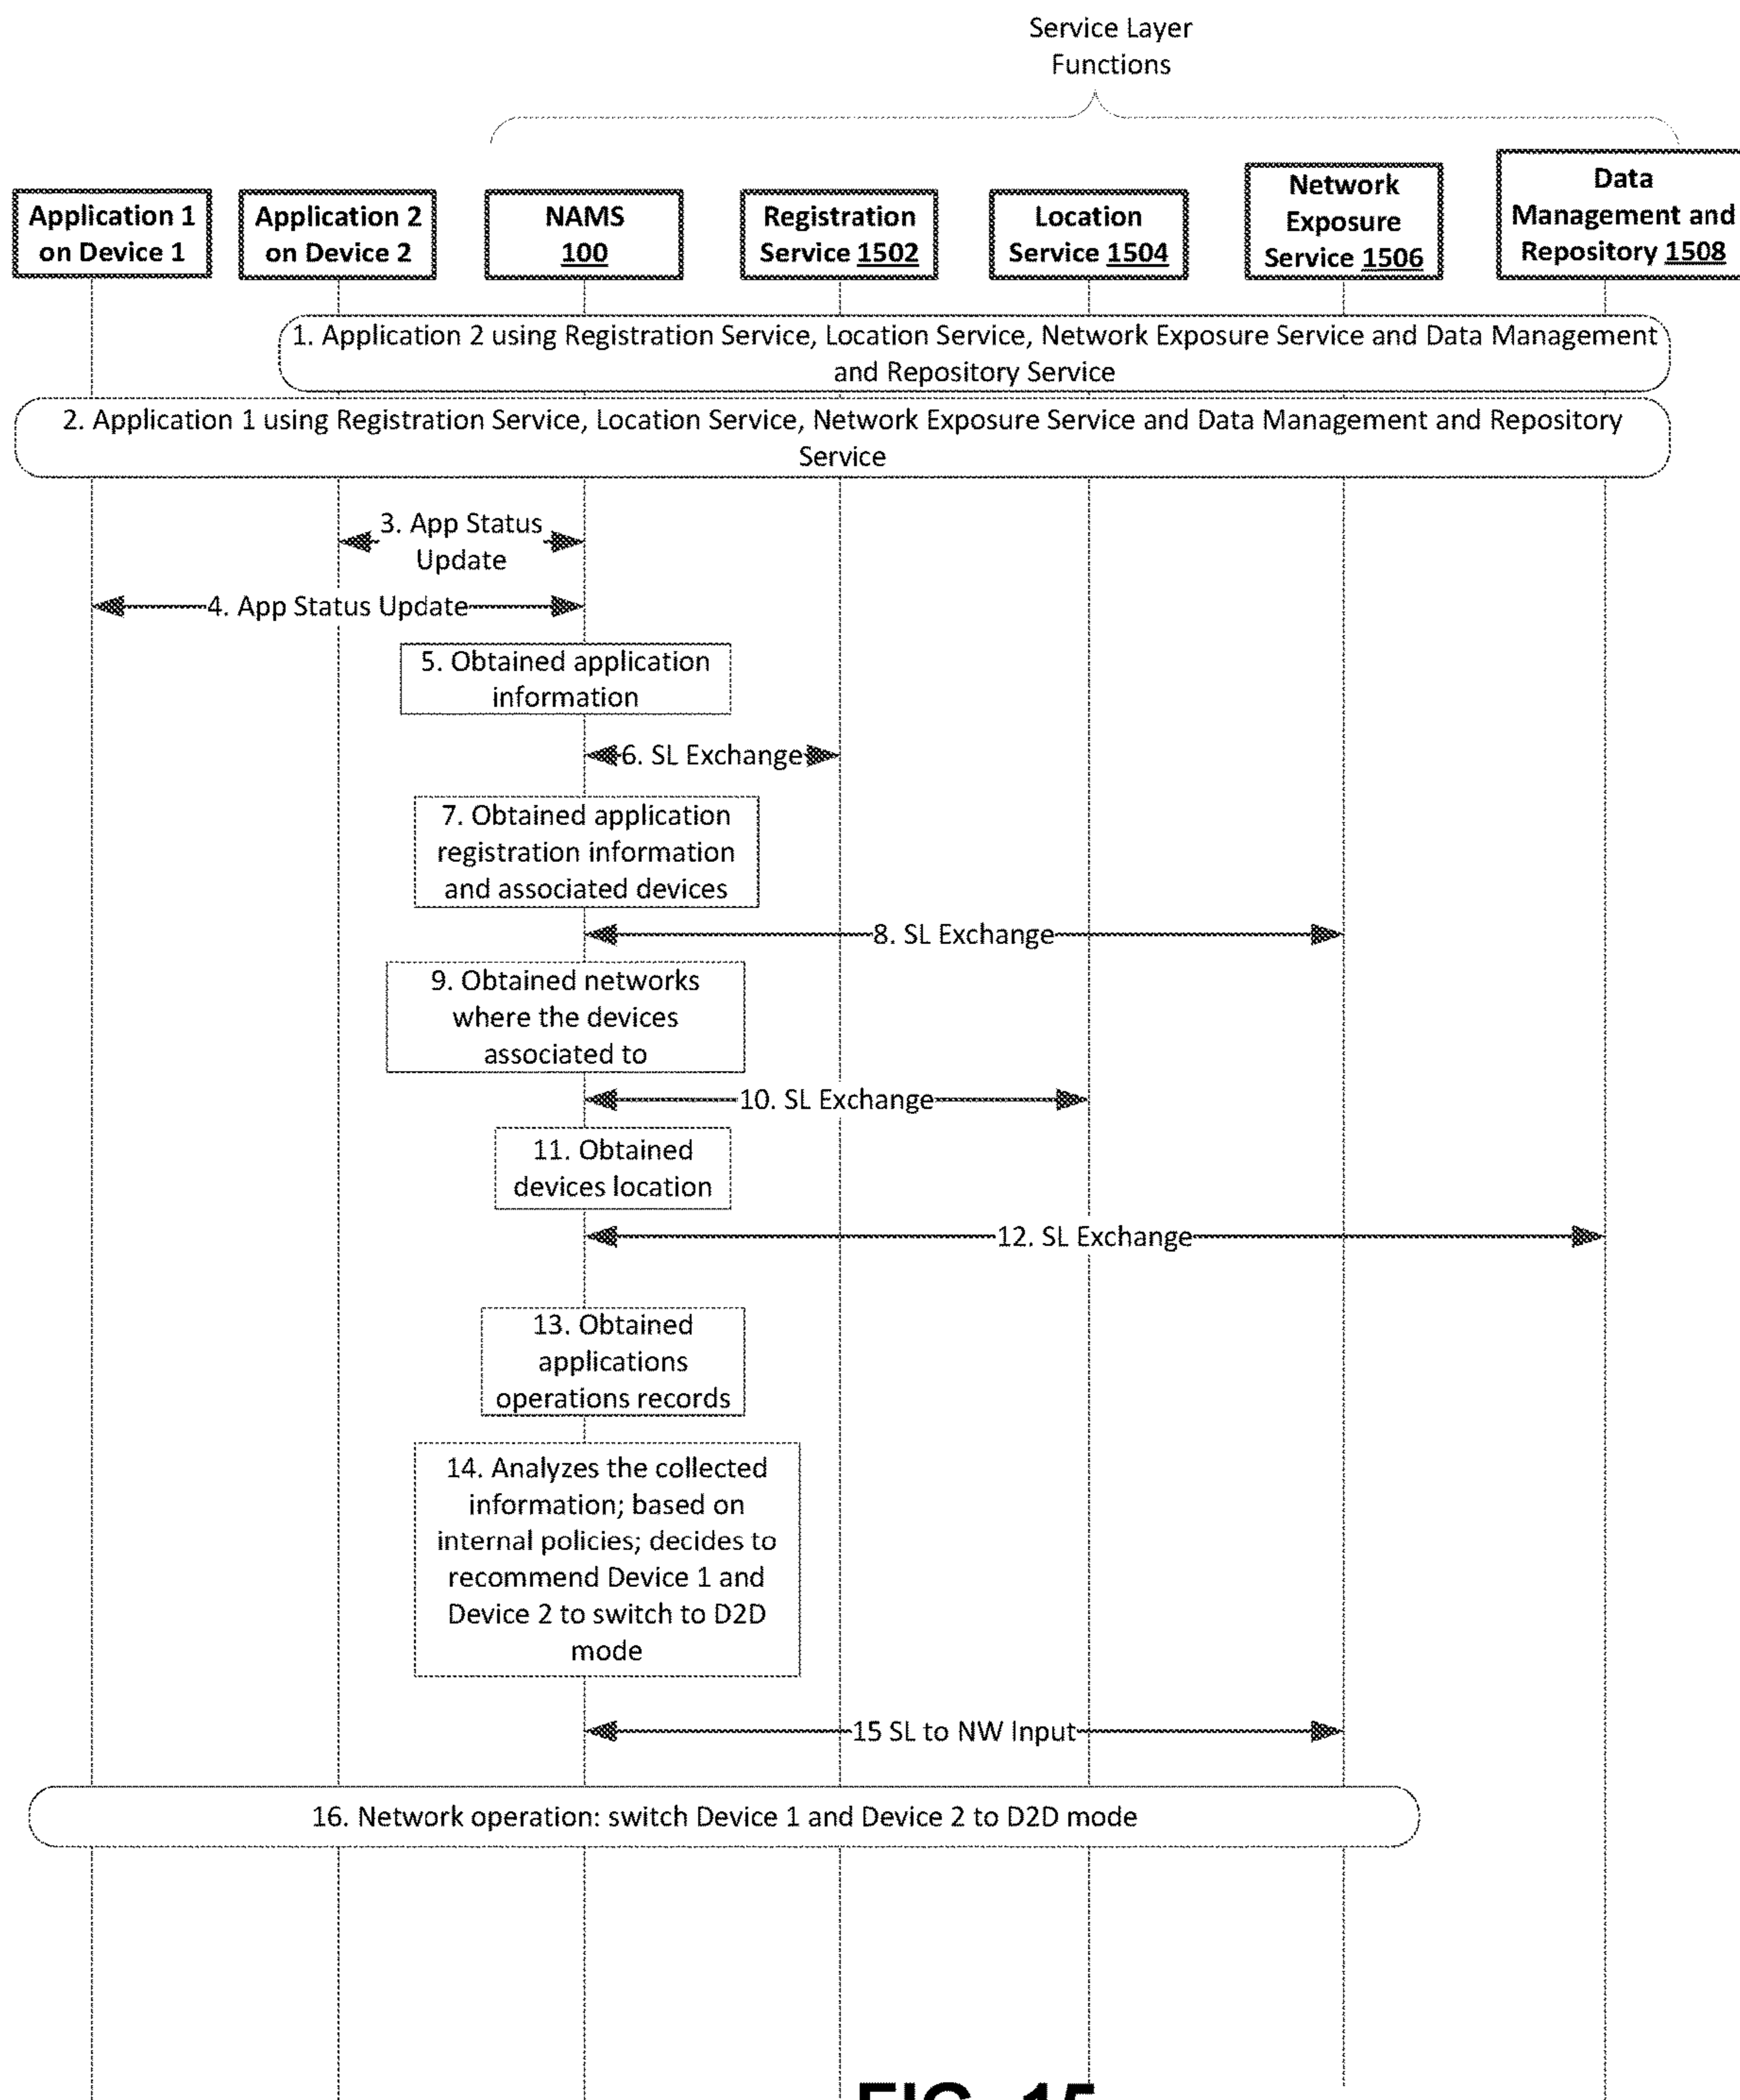 Service Layer
Functions
Application 1
on Device 1
Application 2
on Device 2
NAMS
100
Registration
Service 1502
Location
Service 1504
Network
Exposure
Service 1506
Data
Management and
Repository 1508
1. Application 2 using Registration Service, Location Service, Network Exposure Service and Data Management
and Repository Service
2. Application 1 using Registration Service, Location Service, Network Exposure Service and Data Management and Repository
Service
3. App Status
Update
4. App Status Update
5. Obtained application
information
6. SL Exchange
7. Obtained application
registration information
and associated devices
8. SL Exchange
9. Obtained networks
where the devices
associated to
10. SL Exchange
11. Obtained
devices location
12. SL Exchange
13. Obtained
applications
operations records
14. Analyzes the collected
information; based on
internal policies; decides to
recommend Device 1 and
Device 2 to switch to D2D
mode
15 SL to NW Input
16. Network operation: switch Device 1 and Device 2 to D2D mode
FIG. 15